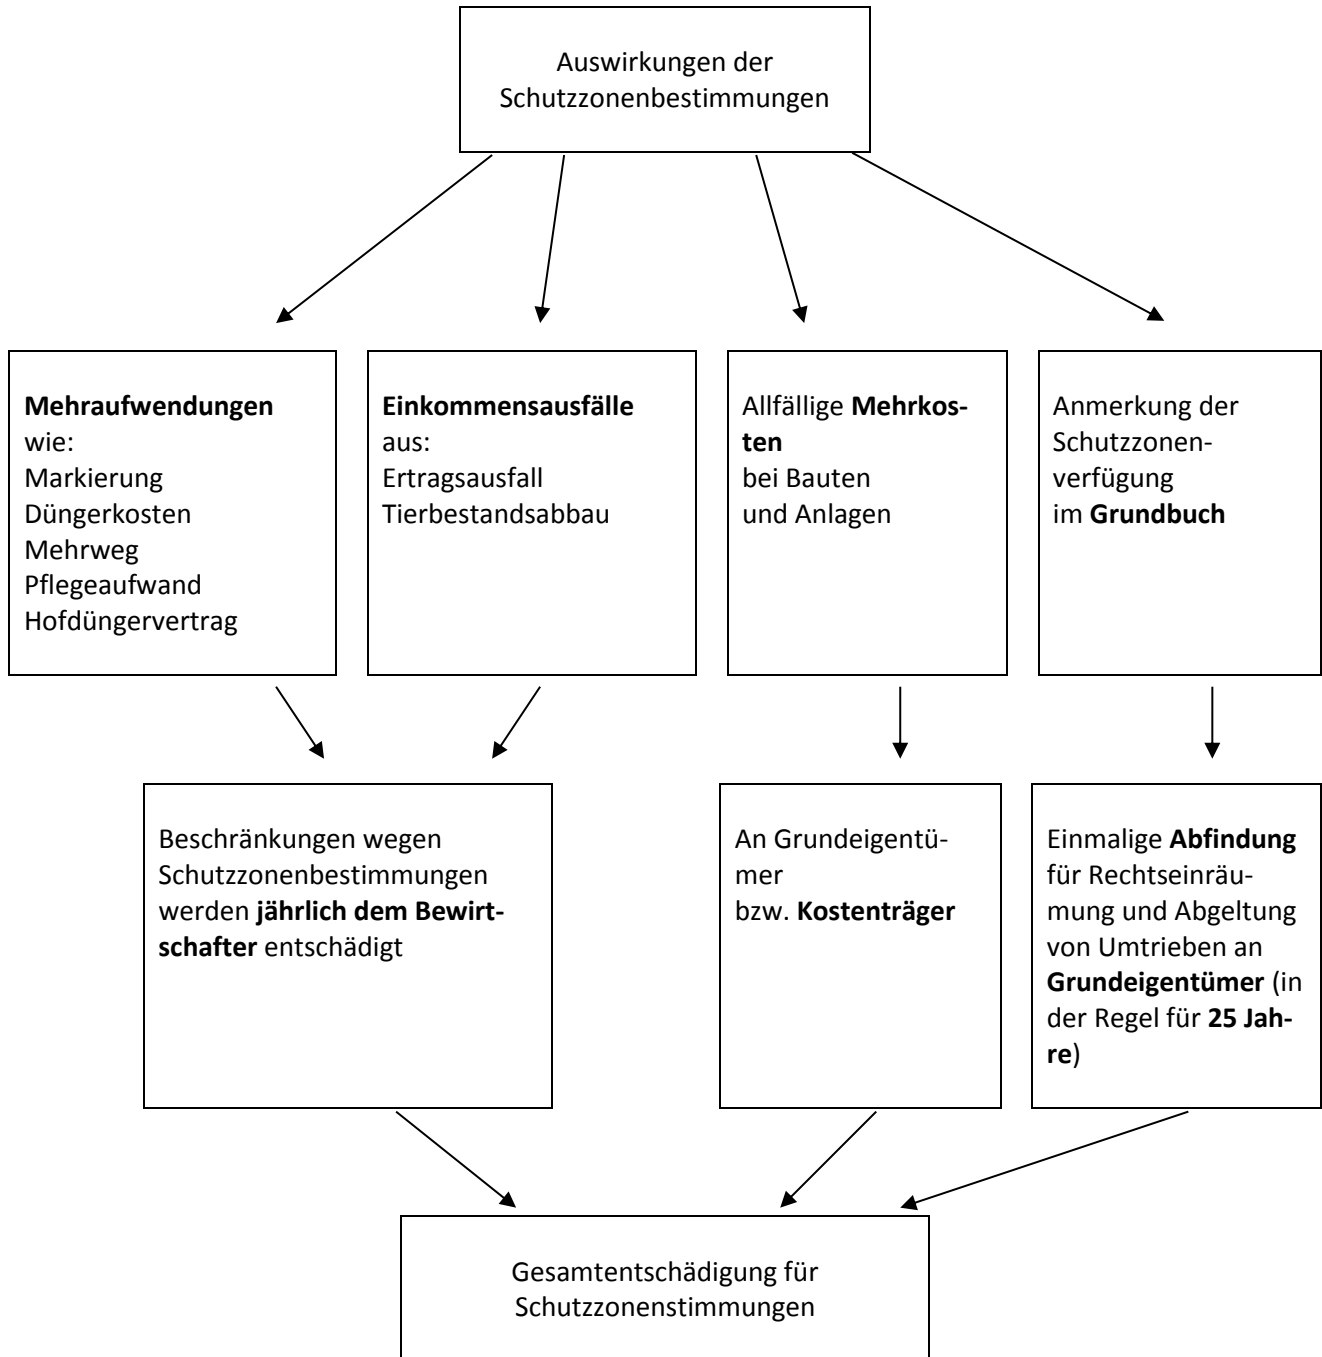 Auswirkungen der
Schutzzonenbestimmungen
Mehraufwendungen
wie:
Markierung
Düngerkosten
Mehrweg
Pflegeaufwand
Hofdüngervertrag
Einkommensausfälle
aus:
Ertragsausfall
Tierbestandsabbau
Allfällige Mehrkos-
ten
bei Bauten
und Anlagen
Anmerkung der
Schutzzonen-
verfügung
im Grundbuch
Beschränkungen wegen
Schutzzonenbestimmungen
werden jährlich dem Bewirt-
schafter entschädigt
An Grundeigentü-
mer
bzw. Kostenträger
Einmalige Abfindung
für Rechtseinräu-
mung und Abgeltung
von Umtrieben an
Grundeigentümer (in
der Regel für 25 Jah-
re)
Gesamtentschädigung für
Schutzzonenstimmungen